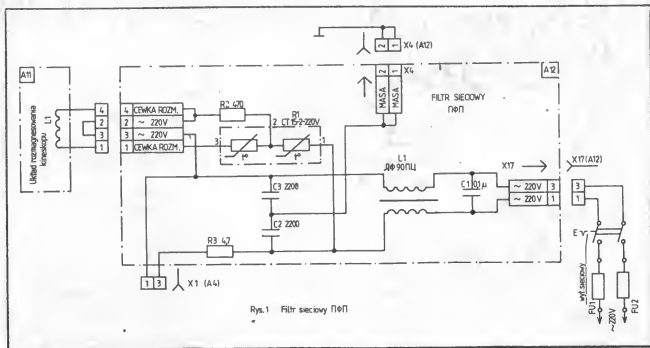 X4 (A12)
2 1
A11
X4
A12
2 1
MASA MASA
FILTR SIECIOWY
ПФП
Układ rozmagnesowania
kineskopu
L1
4
2
3
1
4 CEWKA ROZM.
2 ~ 220V
3 ~ 220V
1 CEWKA ROZM.
R2 470
R1
CT 15-2-220V
2
3
1
L1
ДФ90ПЦ
C1 0,1µ
X17
X17(A12)
~ 220V 3
~ 220V 1
3
1
C3 2200
C2 2200
R3 4,7
1 3
X1 (A4)
wył. sieciowy
FU1
FU2
~220V
Rys.1 Filtr sieciowy ПФП